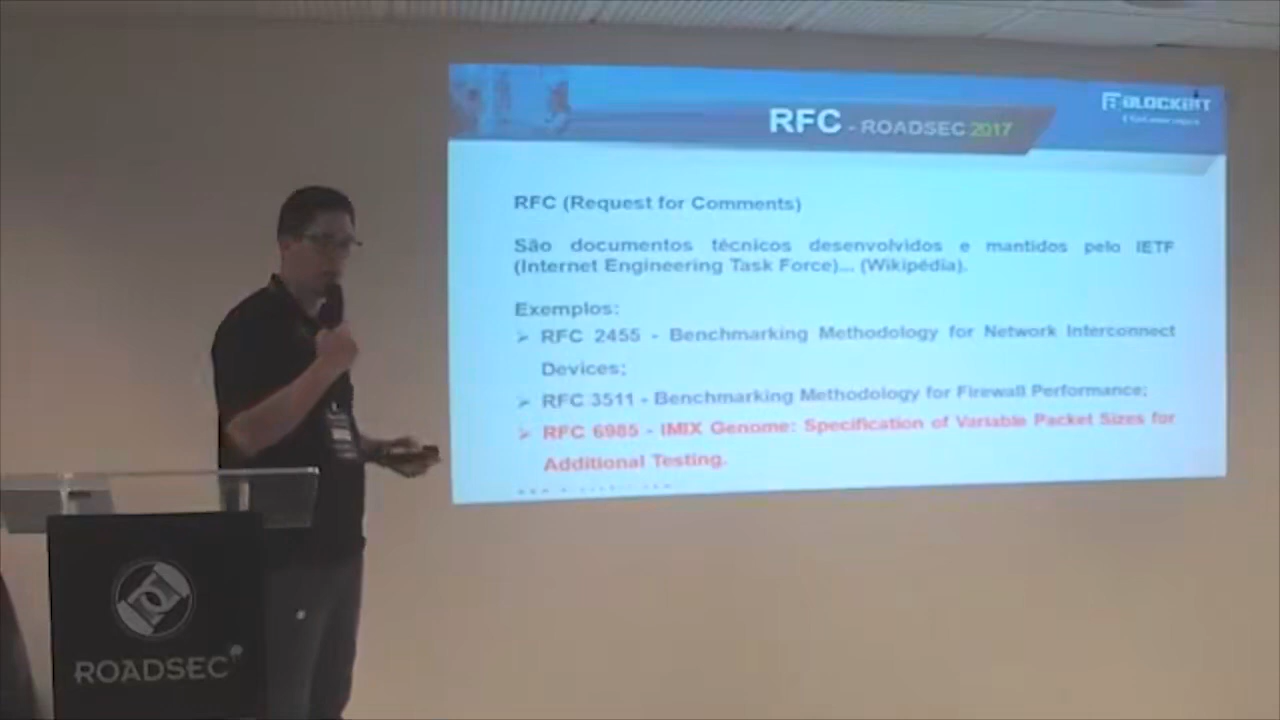 RFC - ROADSEC 2017
BLOCKBIT
RFC (Request for Comments)
São documentos técnicos desenvolvidos e mantidos pelo IETF
(Internet Engineering Task Force)... (Wikipédia).
Exemplos:
➢ RFC 2455 - Benchmarking Methodology for Network Interconnect
Devices;
➢ RFC 3511 - Benchmarking Methodology for Firewall Performance;
➢ RFC 6985 - IMIX Genome: Specification of Variable Packet Sizes for
Additional Testing.
ROADSEC